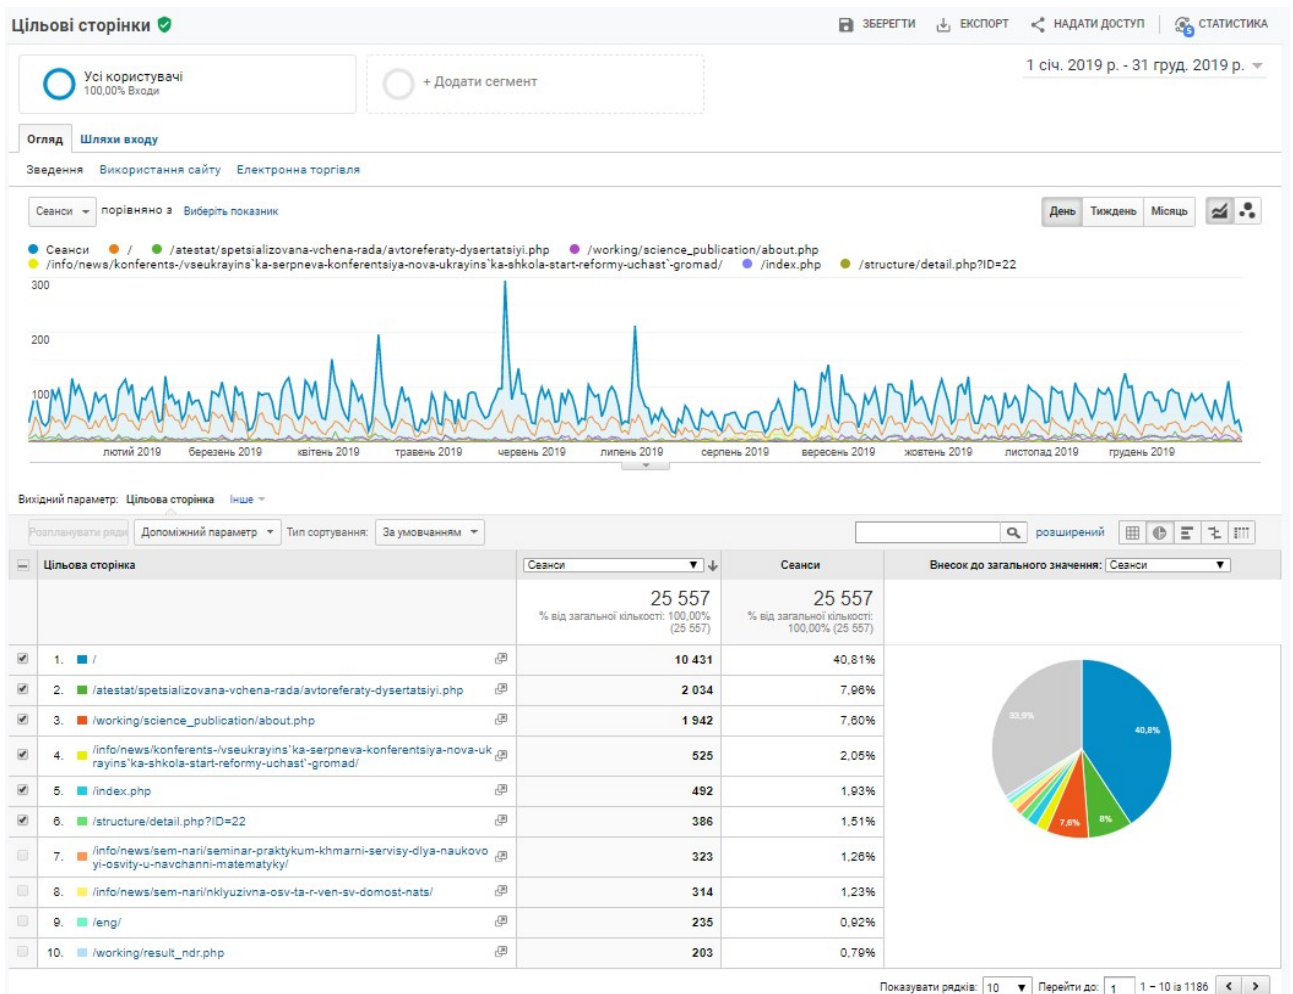 Цільові сторінки
ЗБЕРЕГТИ ЕКСПОРТ НАДАТИ ДОСТУП СТАТИСТИКА
Усі користувачі
100,00% Входи
+ Додати сегмент
1 січ. 2019 р. - 31 груд. 2019 р.
Огляд Шляхи входу
Зведення Використання сайту Електронна торгівля
Сеанси порівняно з Виберіть показник
День Тиждень Місяць
Сеанси / /atestat/spetsializovana-vchena-rada/avtoreferaty-dysertatsiyi.php /working/science_publication/about.php
/info/news/konferents-/vseukrayins`ka-serpneva-konferentsiya-nova-ukrayins`ka-shkola-start-reformy-uchast`-gromad/ /index.php /structure/detail.php?ID=22
300
200
100
лютий 2019 березень 2019 квітень 2019 травень 2019 червень 2019 липень 2019 серпень 2019 вересень 2019 жовтень 2019 листопад 2019 грудень 2019
Вихідний параметр: Цільова сторінка Інше
Розпланувати ряди Допоміжний параметр Тип сортування: За умовчанням розширений
Цільова сторінка Сеанси Сеанси Внесок до загального значення: Сеанси
25 557 25 557
% від загальної кількості: 100,00% % від загальної кількості:
(25 557) 100,00% (25 557)
1. / 10 431 40,81%
2. /atestat/spetsializovana-vchena-rada/avtoreferaty-dysertatsiyi.php 2 034 7,96%
3. /working/science_publication/about.php 1 942 7,60%
4. /info/news/konferents-/vseukrayins`ka-serpneva-konferentsiya-nova-uk
rayins`ka-shkola-start-reformy-uchast`-gromad/ 525 2,05%
5. /index.php 492 1,93%
6. /structure/detail.php?ID=22 386 1,51%
7. /info/news/sem-nari/seminar-praktykum-khmarni-servisy-dlya-naukovo
yi-osvity-u-navchanni-matematyky/ 323 1,26%
8. /info/news/sem-nari/nklyuzivna-osv-ta-r-ven-sv-domost-nats/ 314 1,23%
9. /eng/ 235 0,92%
10. /working/result_ndr.php 203 0,79%
33,9%
40,8%
7,6%
8%
Показувати рядків: 10 Перейти до: 1 1 – 10 із 1186